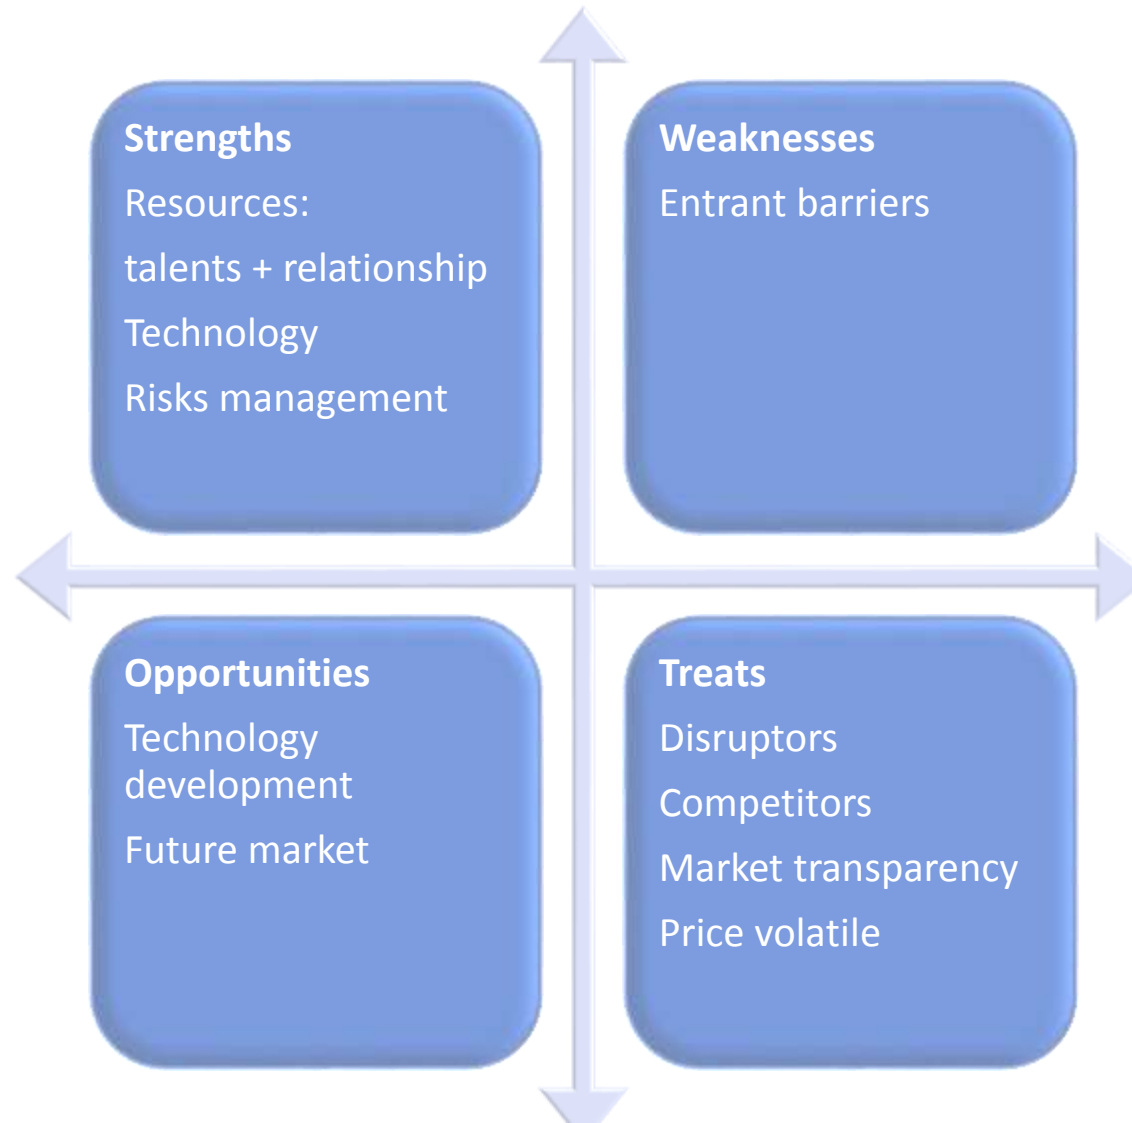 Strengths
Resources:
talents + relationship
Technology
Risks management
Weaknesses
Entrant barriers
Opportunities
Technology
development
Future market
Treats
Disruptors
Competitors
Market transparency
Price volatile